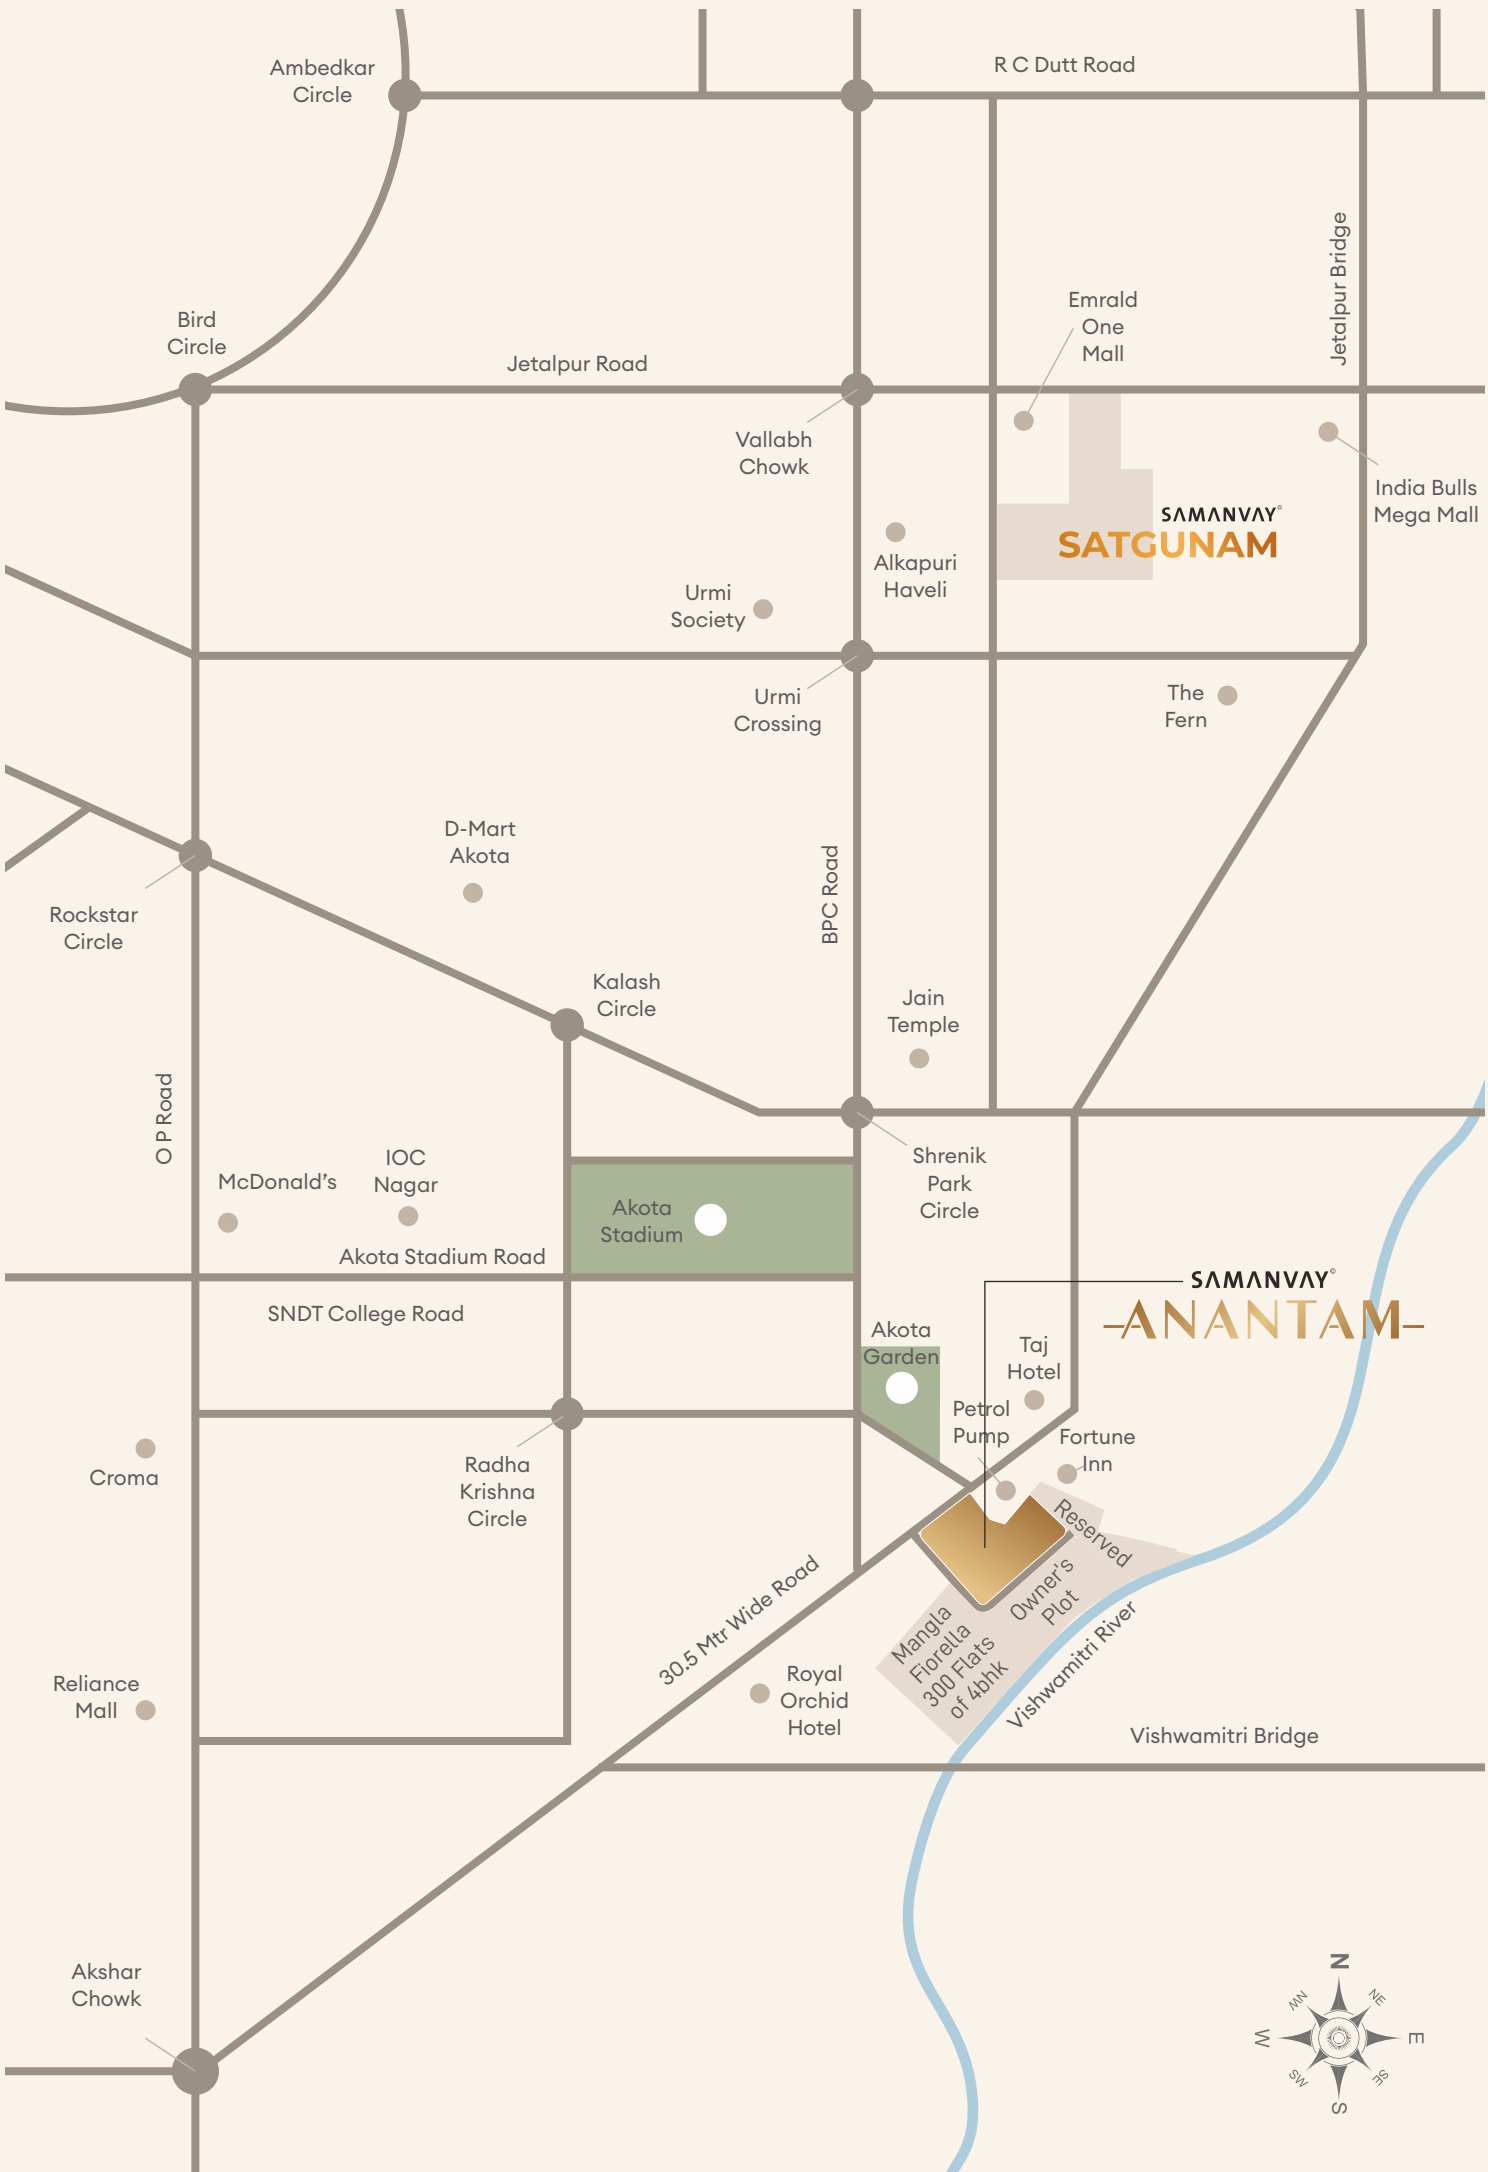 Ambedkar
Circle
R C Dutt Road
Jetalpur Bridge
Bird
Circle
Jetalpur Road
Emrald
One
Mall
Vallabh
Chowk
India Bulls
Mega Mall
SAMANVAY©
SATGUNAM
Alkapuri
Haveli
Urmi
Society
Urmi
Crossing
The
Fern
D-Mart
Akota
BPC Road
Rockstar
Circle
Kalash
Circle
Jain
Temple
O P Road
McDonald's
IOC
Nagar
Akota
Stadium
Shrenik
Park
Circle
Akota Stadium Road
SNDT College Road
SAMANVAY©
ANANTAM
Akota
Garden
Taj
Hotel
Petrol
Pump
Fortune
Inn
Croma
Radha
Krishna
Circle
Reserved
Owner's
Plot
30.5 Mtr Wide Road
Mangla
Fiorella
300 Flats
of 4bhk
Vishwamitri River
Reliance
Mall
Royal
Orchid
Hotel
Vishwamitri Bridge
Akshar
Chowk
N
NW
NE
W
E
SW
SE
S